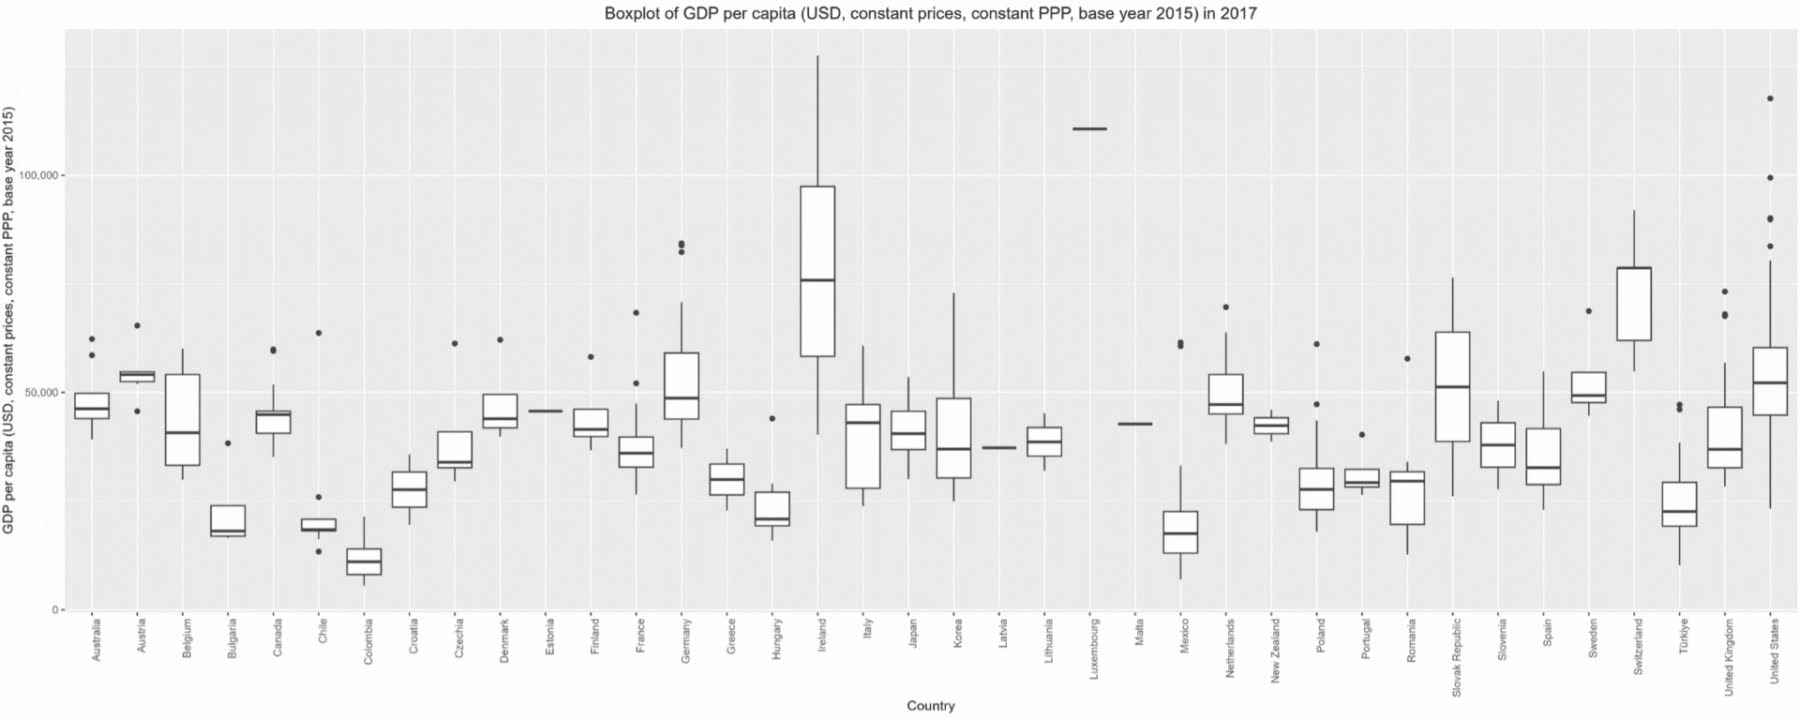 Boxplot of GDP per capita (USD, constant prices, constant PPP, base year 2015) in 2017
GDP per capita (USD, constant prices, constant PPP, base year 2015)
100,000
50,000
0
Australia
Austria
Belgium
Bulgaria
Canada
Chile
Colombia
Croatia
Czechia
Denmark
Estonia
Finland
France
Germany
Greece
Hungary
Ireland
Italy
Japan
Korea
Latvia
Lithuania
Luxembourg
Malta
Mexico
Netherlands
New Zealand
Poland
Portugal
Romania
Slovak Republic
Slovenia
Spain
Sweden
Switzerland
Türkiye
United Kingdom
United States
Country